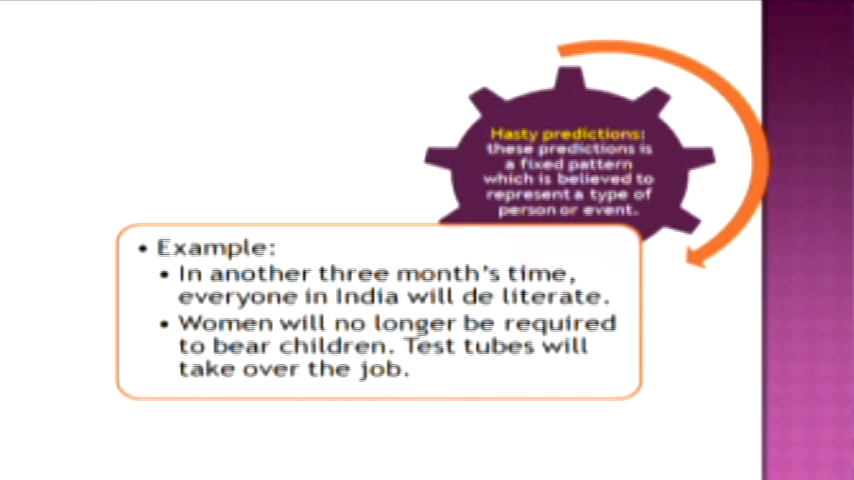 Hasty predictions:
these predictions is
a fixed pattern
which is believed to
represent a type of
person or event.
• Example:
• In another three month's time,
everyone in India will de literate.
• Women will no longer be required
to bear children. Test tubes will
take over the job.